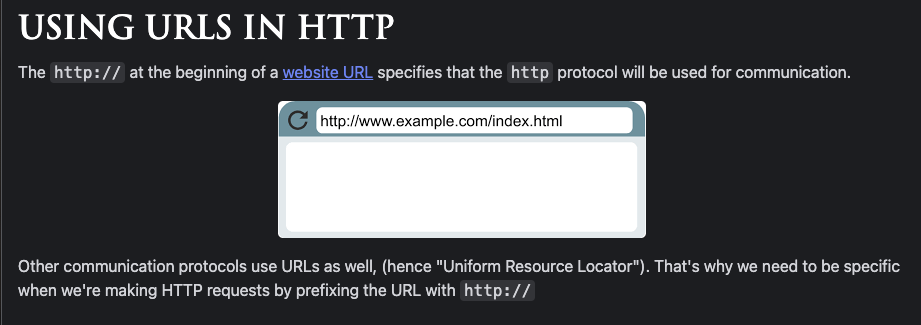 USING URLS IN HTTP
The http:// at the beginning of a website URL specifies that the http protocol will be used for communication.
http://www.example.com/index.html
Other communication protocols use URLs as well, (hence "Uniform Resource Locator"). That's why we need to be specific
when we're making HTTP requests by prefixing the URL with http://